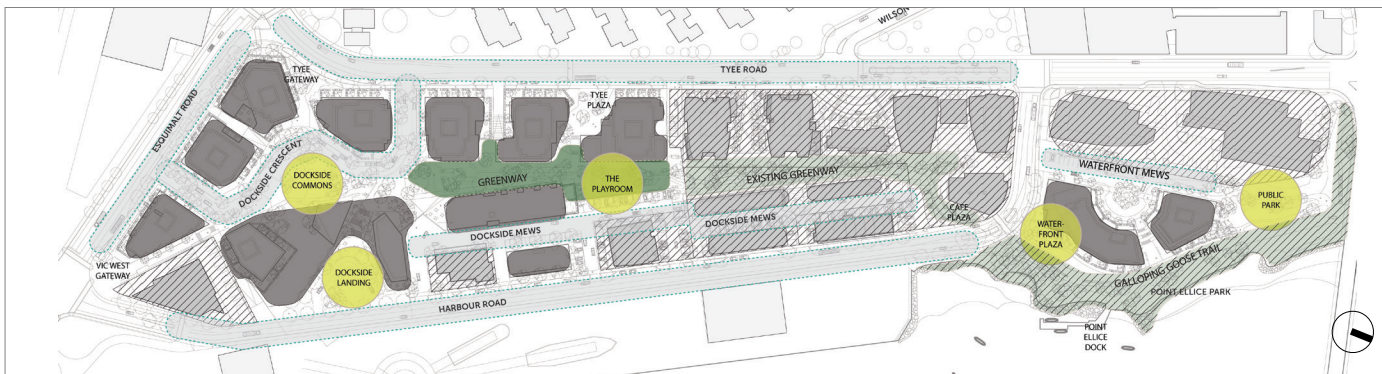 WILSON
TYEE ROAD
TYEE
GATEWAY
TYEE
PLAZA
ESQUIMALT ROAD
DOCKSIDE CRESCENT
DOCKSIDE
COMMONS
GREENWAY
THE
PLAYROOM
EXISTING GREENWAY
WATERFRONT MEWS
PUBLIC
PARK
CAFE
PLAZA
DOCKSIDE MEWS
DOCKSIDE MEWS
WATER-
FRONT
PLAZA
VIC WEST
GATEWAY
DOCKSIDE
LANDING
HARBOUR ROAD
GALLOPING GOOSE TRAIL
POINT ELLICE PARK
POINT
ELLICE
DOCK